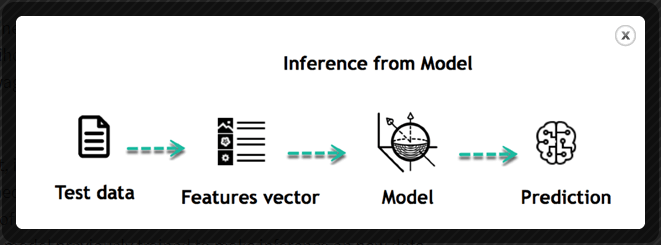 x
Inference from Model
Test data
Features vector
Model
Prediction